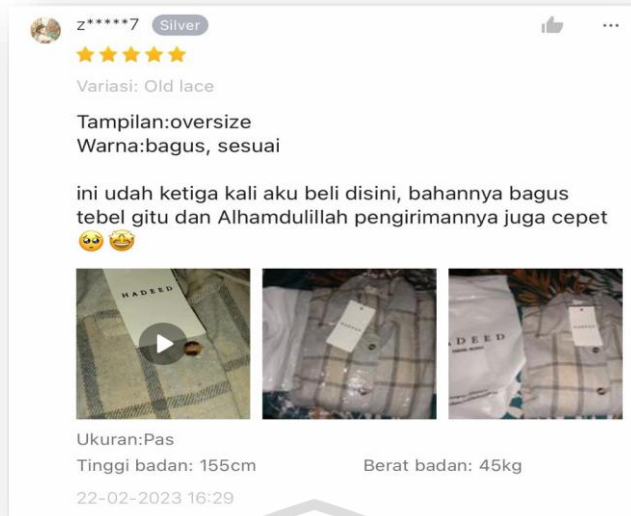 z*****7 Silver
Variasi: Old lace
Tampilan:oversize
Warna:bagus, sesuai
ini udah ketiga kali aku beli disini, bahannya bagus
tebel gitu dan Alhamdulillah pengirimannya juga cepet
🥺🤩
HADEED
HADEED
ADEED
HADEED
Ukuran:Pas
Tinggi badan: 155cm Berat badan: 45kg
22-02-2023 16:29